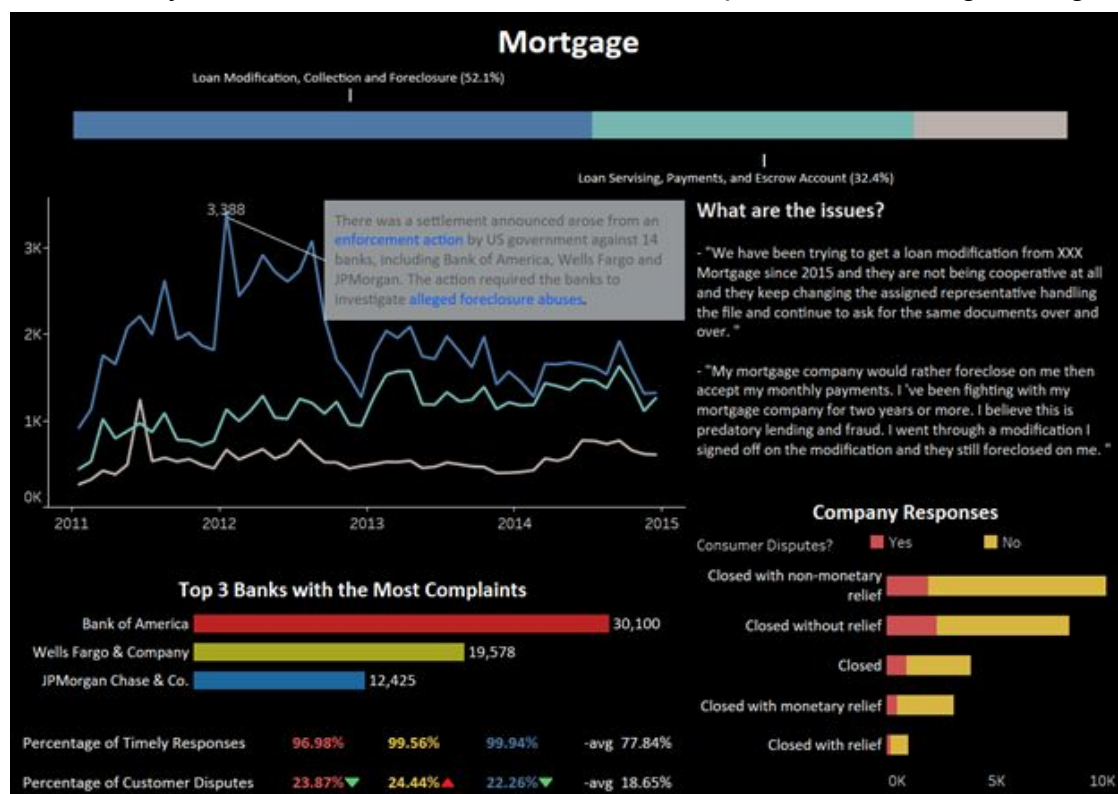 Mortgage
Loan Modification, Collection and Foreclosure (52.1%)
Loan Servising, Payments, and Escrow Account (32.4%)
3,388
There was a settlement announced arose from an
enforcement action by US government against 14
banks, including Bank of America, Wells Fargo and
JPMorgan. The action required the banks to
investigate alleged foreclosure abuses.
3K
2K
1K
0K
2011 2012 2013 2014 2015
What are the issues?
- "We have been trying to get a loan modification from XXX
Mortgage since 2015 and they are not being cooperative at all
and they keep changing the assigned representative handling
the file and continue to ask for the same documents over and
over. "
- "My mortgage company would rather foreclose on me then
accept my monthly payments. I 've been fighting with my
mortgage company for two years or more. I believe this is
predatory lending and fraud. I went through a modification I
signed off on the modification and they still foreclosed on me. "
Top 3 Banks with the Most Complaints
Bank of America 30,100
Wells Fargo & Company 19,578
JPMorgan Chase & Co. 12,425
Percentage of Timely Responses 96.98% 99.56% 99.94% -avg 77.84%
Percentage of Customer Disputes 23.87% 24.44% 22.26% -avg 18.65%
Company Responses
Consumer Disputes? Yes No
Closed with non-monetary
relief
Closed without relief
Closed
Closed with monetary relief
Closed with relief
0K 5K 10K